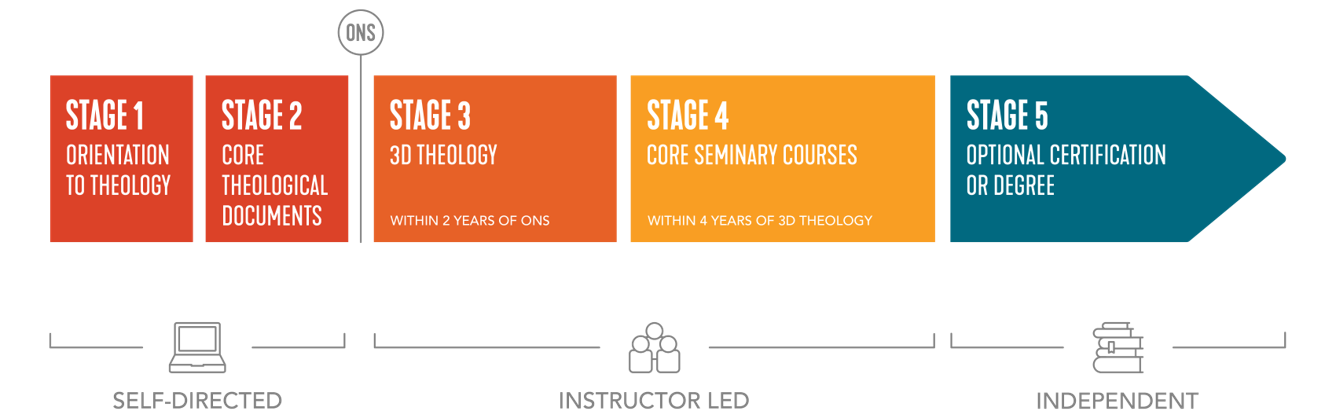 ONS
STAGE 1
ORIENTATION
TO THEOLOGY
STAGE 2
CORE
THEOLOGICAL
DOCUMENTS
STAGE 3
3D THEOLOGY
WITHIN 2 YEARS OF ONS
STAGE 4
CORE SEMINARY COURSES
WITHIN 4 YEARS OF 3D THEOLOGY
STAGE 5
OPTIONAL CERTIFICATION
OR DEGREE
SELF-DIRECTED
INSTRUCTOR LED
INDEPENDENT